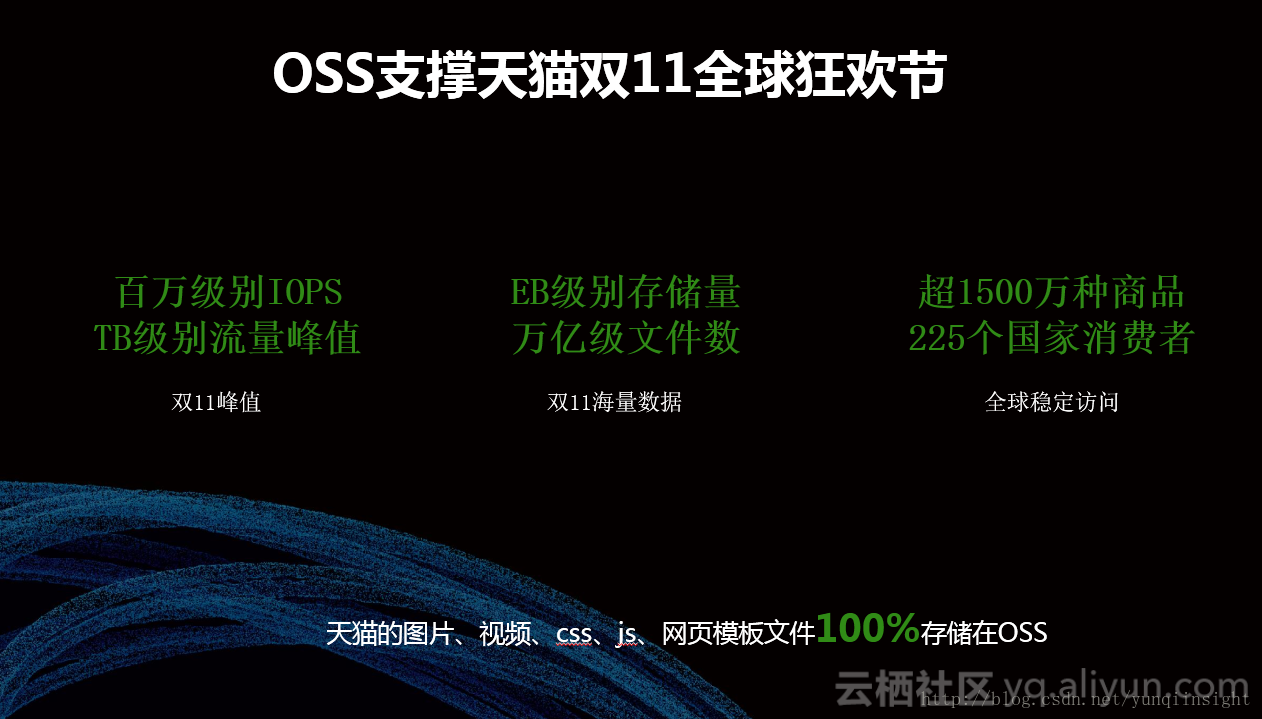 OSS支撑天猫双11全球狂欢节
百万级别IOPS
TB级别流量峰值
双11峰值
EB级别存储量
万亿级文件数
双11海量数据
超1500万种商品
225个国家消费者
全球稳定访问
天猫的图片、视频、css、js、网页模板文件100%存储在OSS
云栖社区 yq.aliyun.com
http://blog.csdn.net/yunqiinsight